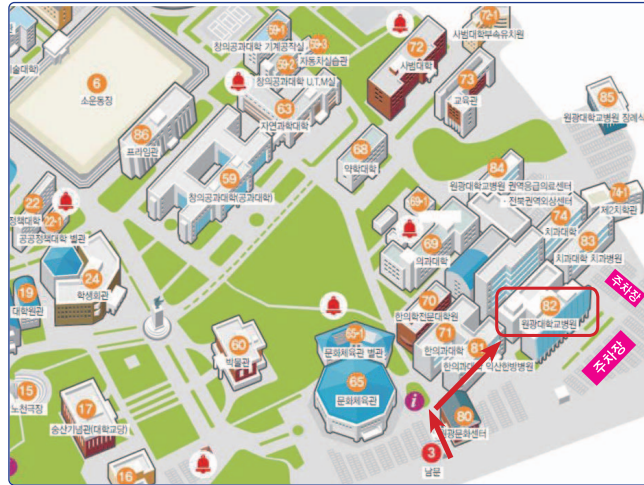 59-1
창의공과대학 기계공작실
59-3
자동차실습관
59-2
창의공과대학 U.T.M실
72-1
사범대학부속유치원
72
사범대학
73
교육관
6
소운동장
85
원광대학교병원 장례식
63
자연과학대학
86
프라임관
68
약학대학
84
원광대학교병원 권역응급의료센터
· 전북권역외상센터
59
창의공과대학(공과대학)
74-1
제2치학관
69-1
74
치과대학
22
정책대학
22-1
공공정책대학 별관
69
의과대학
83
치과대학 치과병원
24
학생회관
19
대학원관
70
한의학전문대학원
82
원광대학교병원
주차장
71
한의과대학
81
한의과대학 익산한방병원
주차장
60
박물관
65-1
문화체육관 별관
65
문화체육관
15
노천극장
17
숭산기념관(대학교당)
i
80
문화센터
3
남문
16